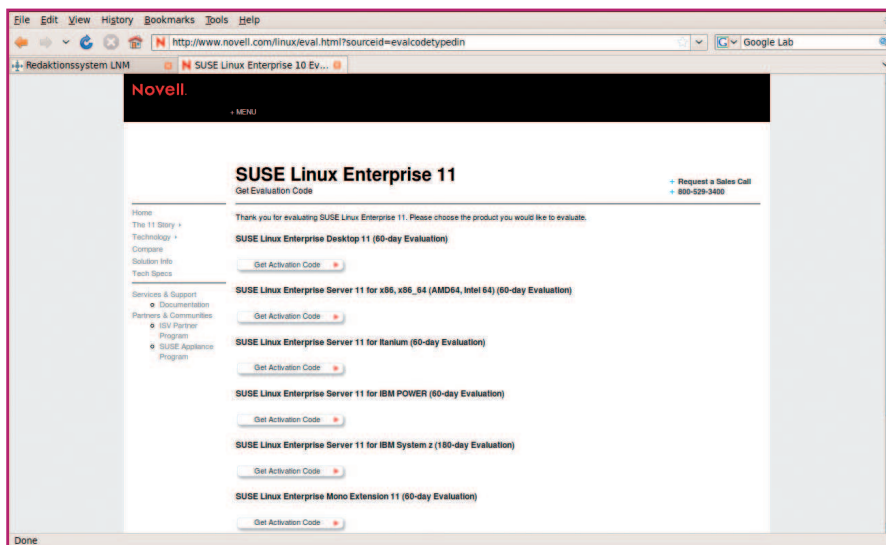 File Edit View History Bookmarks Tools Help
http://www.novell.com/linux/eval.html?sourceid=evalcodetypedin
Google Lab
Redaktionssystem LNM
SUSE Linux Enterprise 10 Ev...
Novell.
+ MENU
SUSE Linux Enterprise 11
Get Evaluation Code
+ Request a Sales Call
+ 800-529-3400
Home
The 11 Story +
Technology +
Compare
Solution Info
Tech Specs
Services & Support
Documentation
Partners & Communities
ISV Partner
Program
SUSE Appliance
Program
Thank you for evaluating SUSE Linux Enterprise 11. Please choose the product you would like to evaluate.
SUSE Linux Enterprise Desktop 11 (60-day Evaluation)
Get Activation Code
SUSE Linux Enterprise Server 11 for x86, x86_64 (AMD64, Intel 64) (60-day Evaluation)
Get Activation Code
SUSE Linux Enterprise Server 11 for Itanium (60-day Evaluation)
Get Activation Code
SUSE Linux Enterprise Server 11 for IBM POWER (60-day Evaluation)
Get Activation Code
SUSE Linux Enterprise Server 11 for IBM System z (180-day Evaluation)
Get Activation Code
SUSE Linux Enterprise Mono Extension 11 (60-day Evaluation)
Get Activation Code
Done